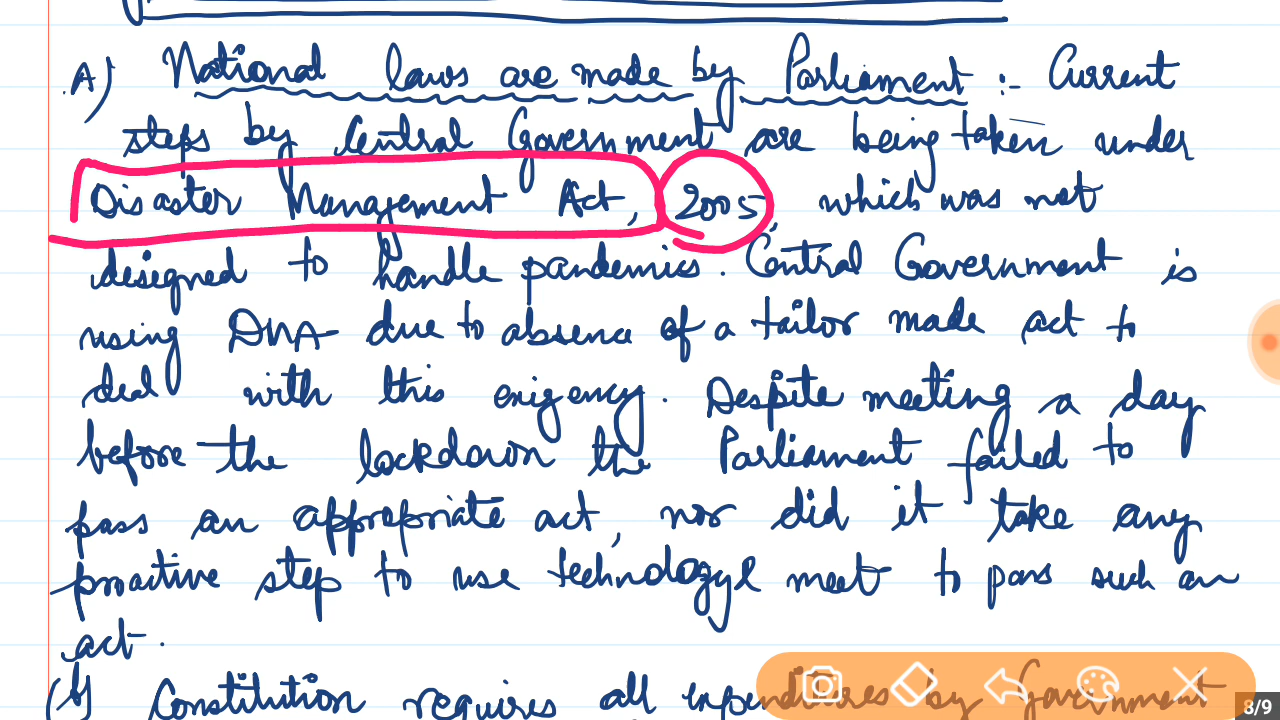 A) National laws are made by Parliament :- Current
steps by Central Government are being taken under
Disaster Management Act, 2005, which was not
designed to handle pandemics. Central Government is
using DMA due to absence of a tailor made act to
deal with this exigency. Despite meeting a day
before the lockdown the Parliament failed to
pass an appropriate act, nor did it take any
proactive step to use technology & meet to pass such an
act.
Constitution requires all expenditures by Government
8/9